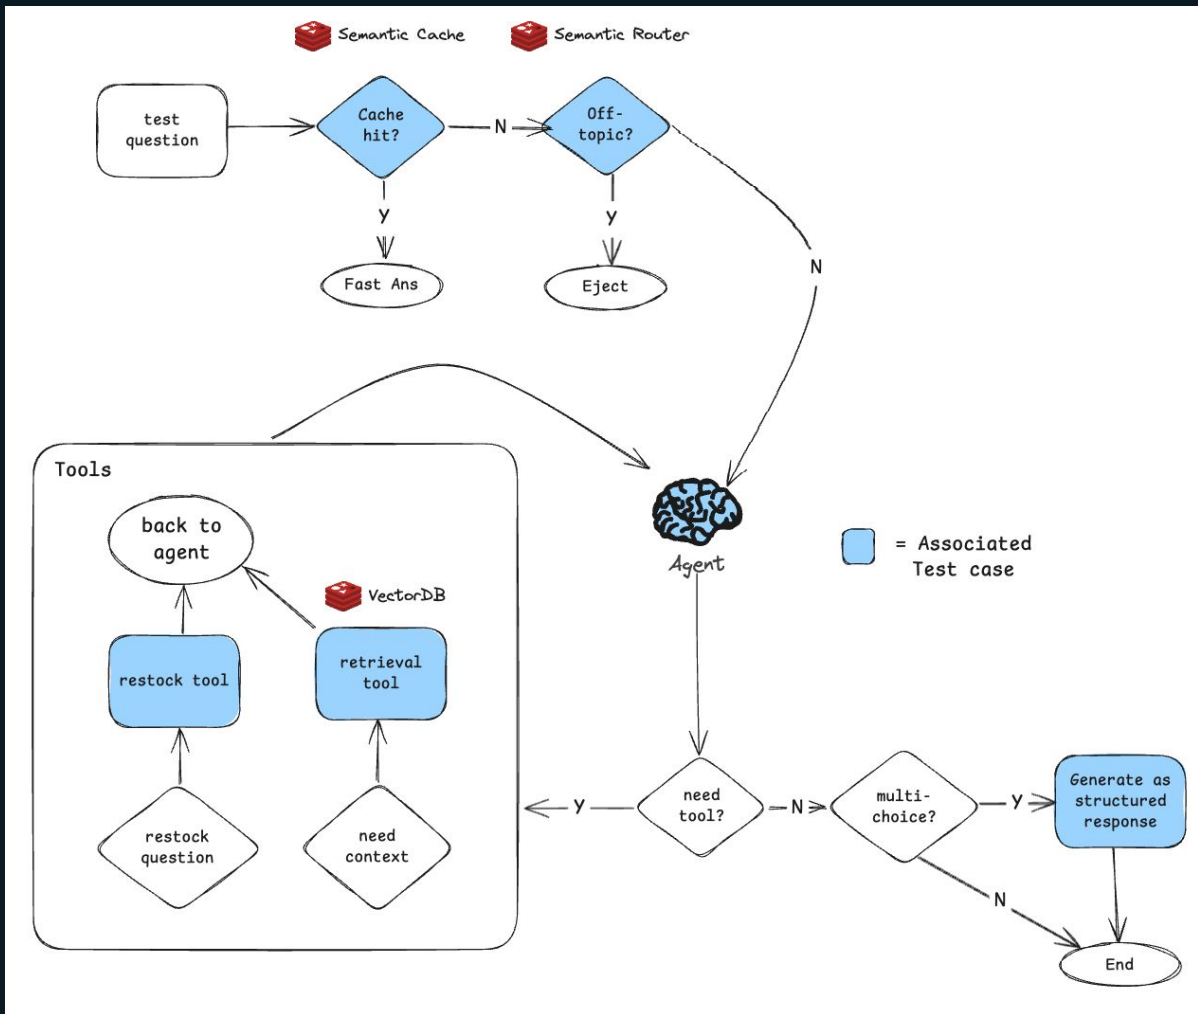 Semantic Cache
Semantic Router
test
question
Cache
hit?
N
Off-
topic?
Y
Y
N
Fast Ans
Eject
Tools
back to
agent
Agent
= Associated
Test case
VectorDB
restock tool
retrieval
tool
restock
question
need
context
Y
need
tool?
N
multi-
choice?
Y
Generate as
structured
response
N
End